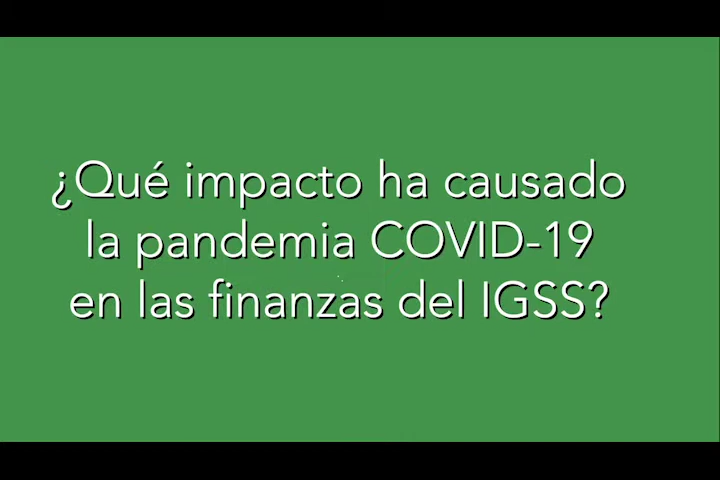 ¿Qué impacto ha causado
la pandemia COVID-19
en las finanzas del IGSS?